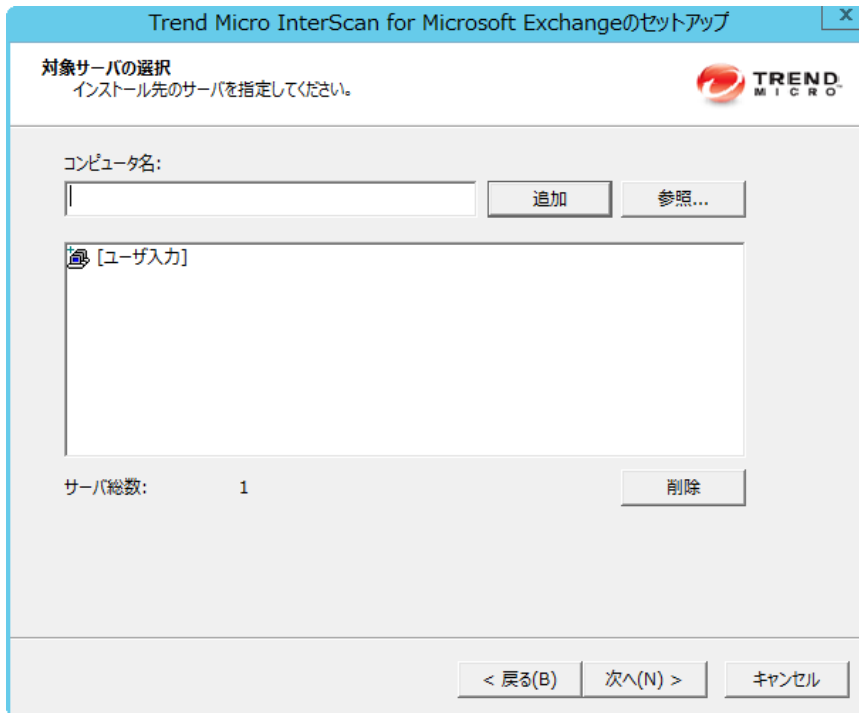 Trend Micro InterScan for Microsoft Exchangeのセットアップ
x
対象サーバの選択
インストール先のサーバを指定してください。
TREND
MICRO
コンピュータ名:
追加
参照...
[ユーザ入力]
サーバ総数: 1
削除
< 戻る(B)
次へ(N) >
キャンセル